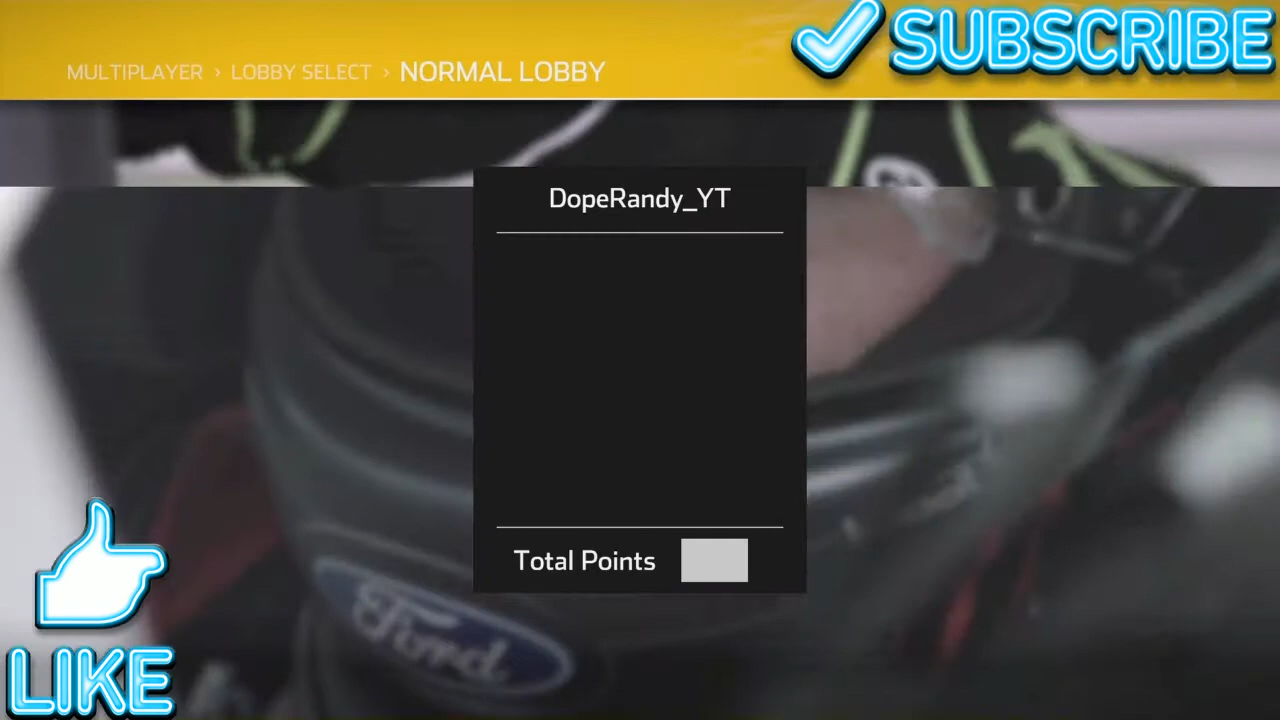 MULTIPLAYER › LOBBY SELECT › NORMAL LOBBY
SUBSCRIBE
DopeRandy_YT
Total Points
Ford
LIKE